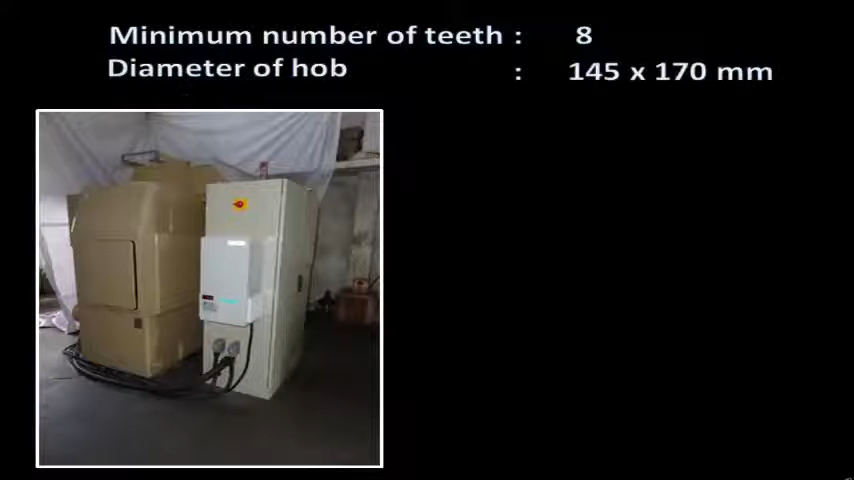 Minimum number of teeth : 8
Diameter of hob : 145 x 170 mm